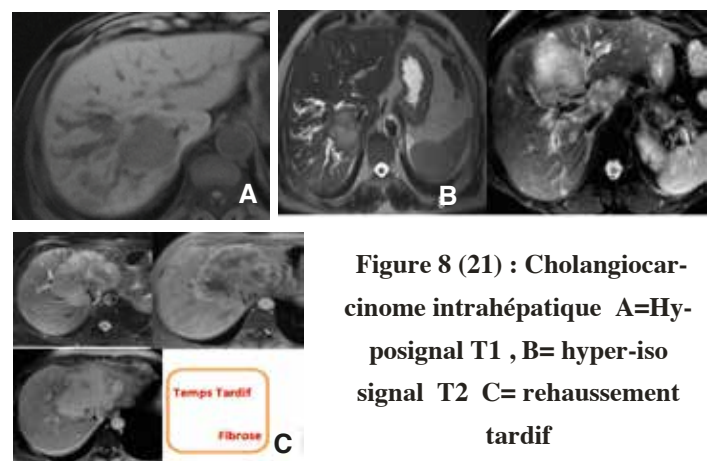 A
B
Temps Tardif
Fibrose
C
Figure 8 (21) : Cholangiocar-
cinome intrahépatique A=Hy-
posignal T1 , B= hyper-iso
signal T2 C= rehaussement
tardif